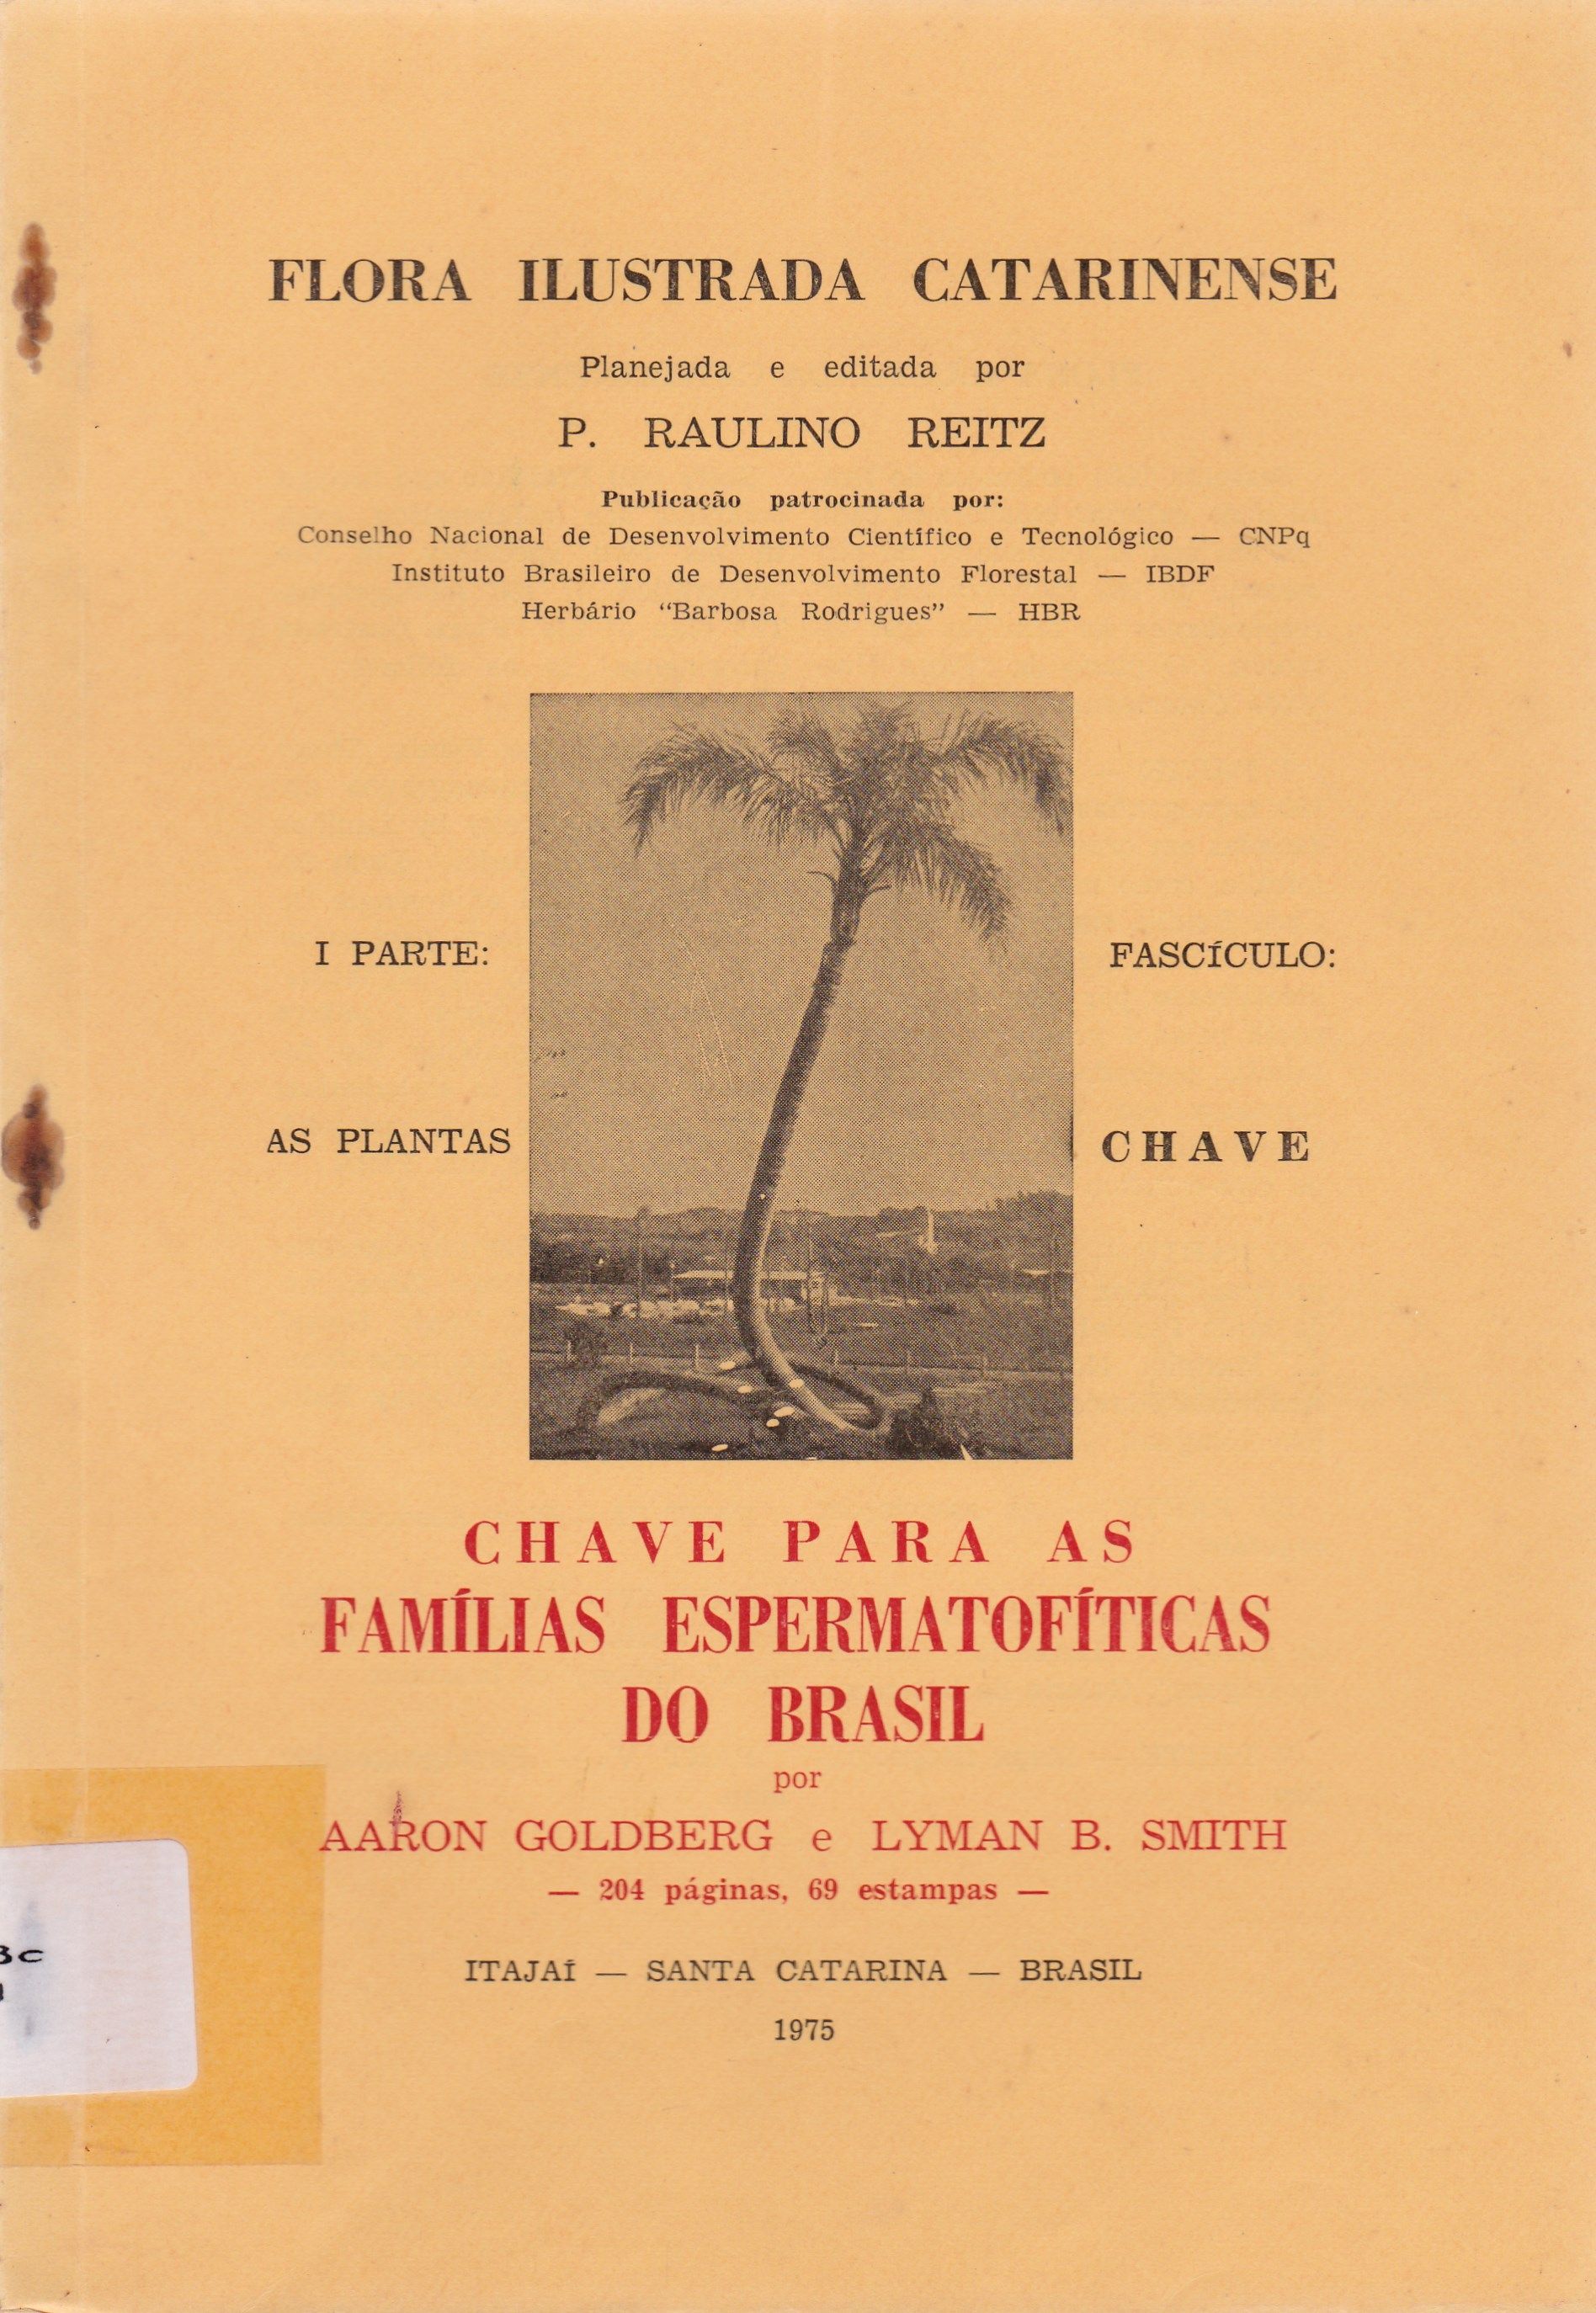 FLORA ILUSTRADA CATARINENSE
Planejada e editada por
P. RAULINO REITZ
Publicação patrocinada por:
Conselho Nacional de Desenvolvimento Científico e Tecnológico — CNPq
Instituto Brasileiro de Desenvolvimento Florestal — IBDF
Herbário “Barbosa Rodrigues” — HBR
I PARTE:
FASCÍCULO:
AS PLANTAS
CHAVE
CHAVE PARA AS
FAMÍLIAS ESPERMATOFÍTICAS
DO BRASIL
por
AARON GOLDBERG e LYMAN B. SMITH
— 204 páginas, 69 estampas —
ITAJAÍ — SANTA CATARINA — BRASIL
1975